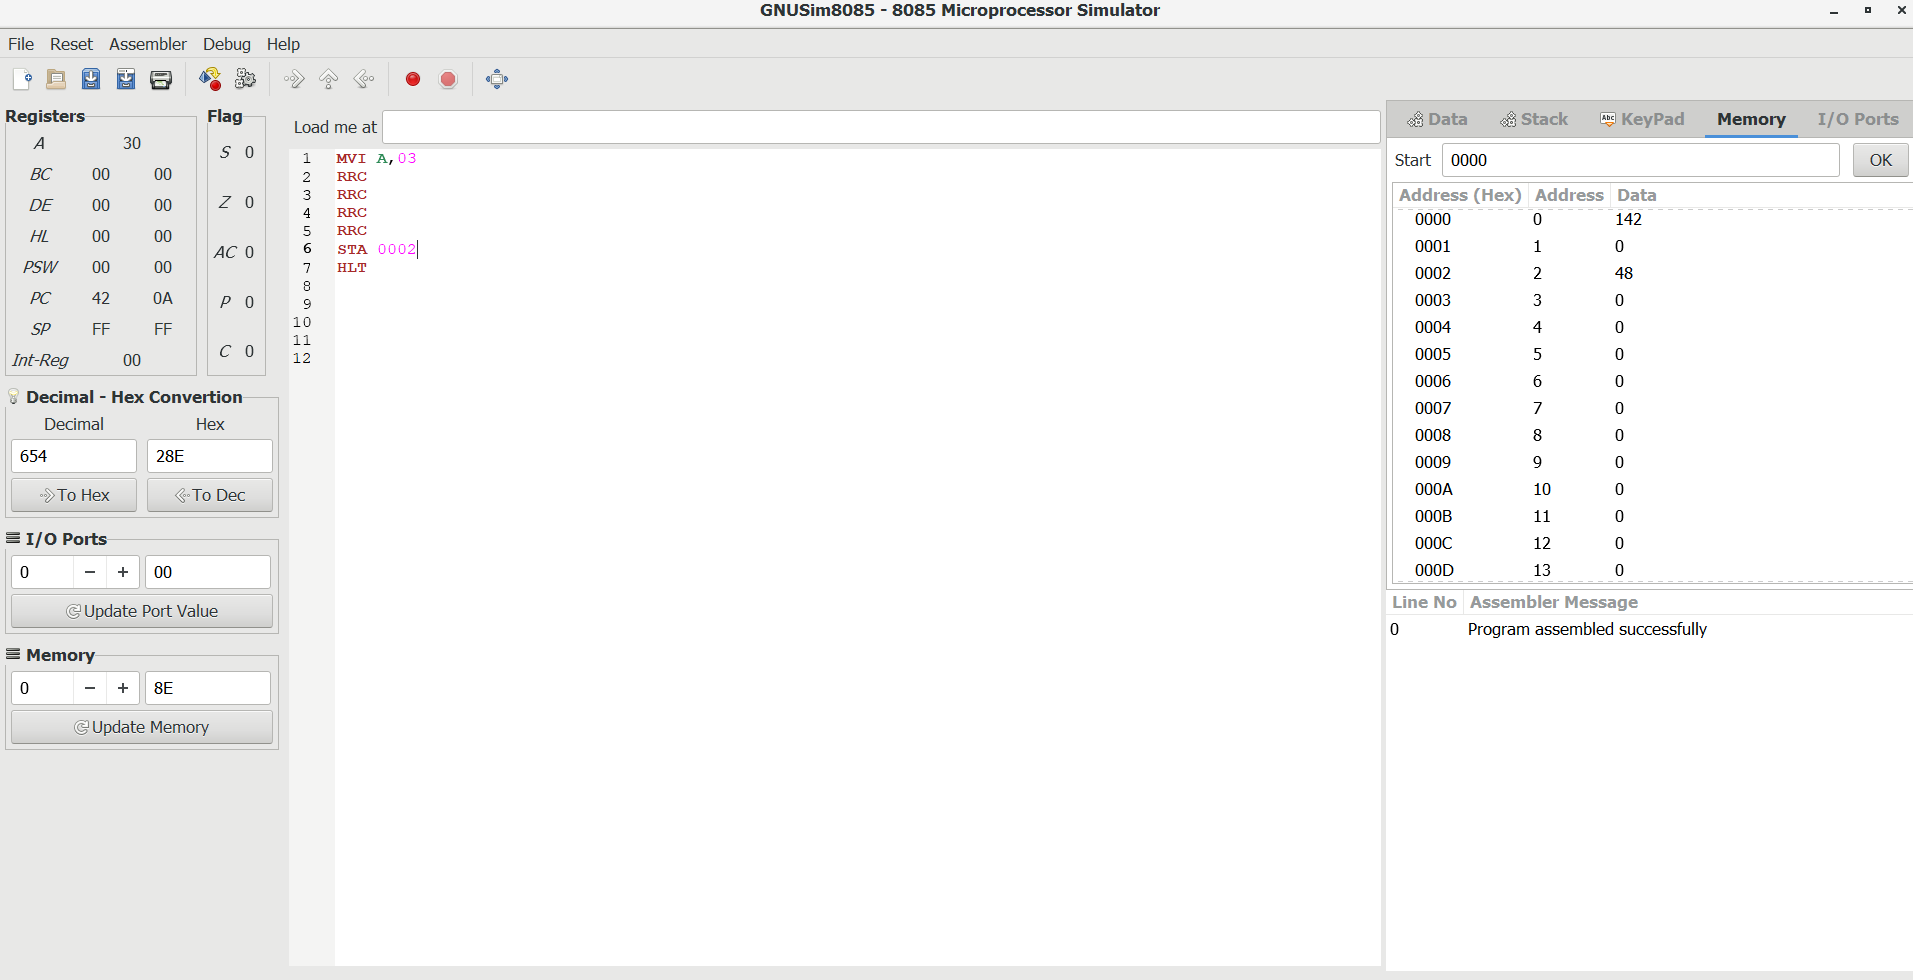 GNUSim8085 - 8085 Microprocessor Simulator
File Reset Assembler Debug Help
Registers
A 30
BC 00 00
DE 00 00
HL 00 00
PSW 00 00
PC 42 0A
SP FF FF
Int-Reg 00
Flag
S 0
Z 0
AC 0
P 0
C 0
Decimal - Hex Convertion
Decimal Hex
654 28E
To Hex To Dec
I/O Ports
0 − + 00
Update Port Value
Memory
0 − + 8E
Update Memory
Load me at
1 MVI A,03
2 RRC
3 RRC
4 RRC
5 RRC
6 STA 0002
7 HLT
8
9
10
11
12
Data Stack Abc KeyPad Memory I/O Ports
Start 0000 OK
Address (Hex) Address Data
0000 0 142
0001 1 0
0002 2 48
0003 3 0
0004 4 0
0005 5 0
0006 6 0
0007 7 0
0008 8 0
0009 9 0
000A 10 0
000B 11 0
000C 12 0
000D 13 0
Line No Assembler Message
0 Program assembled successfully